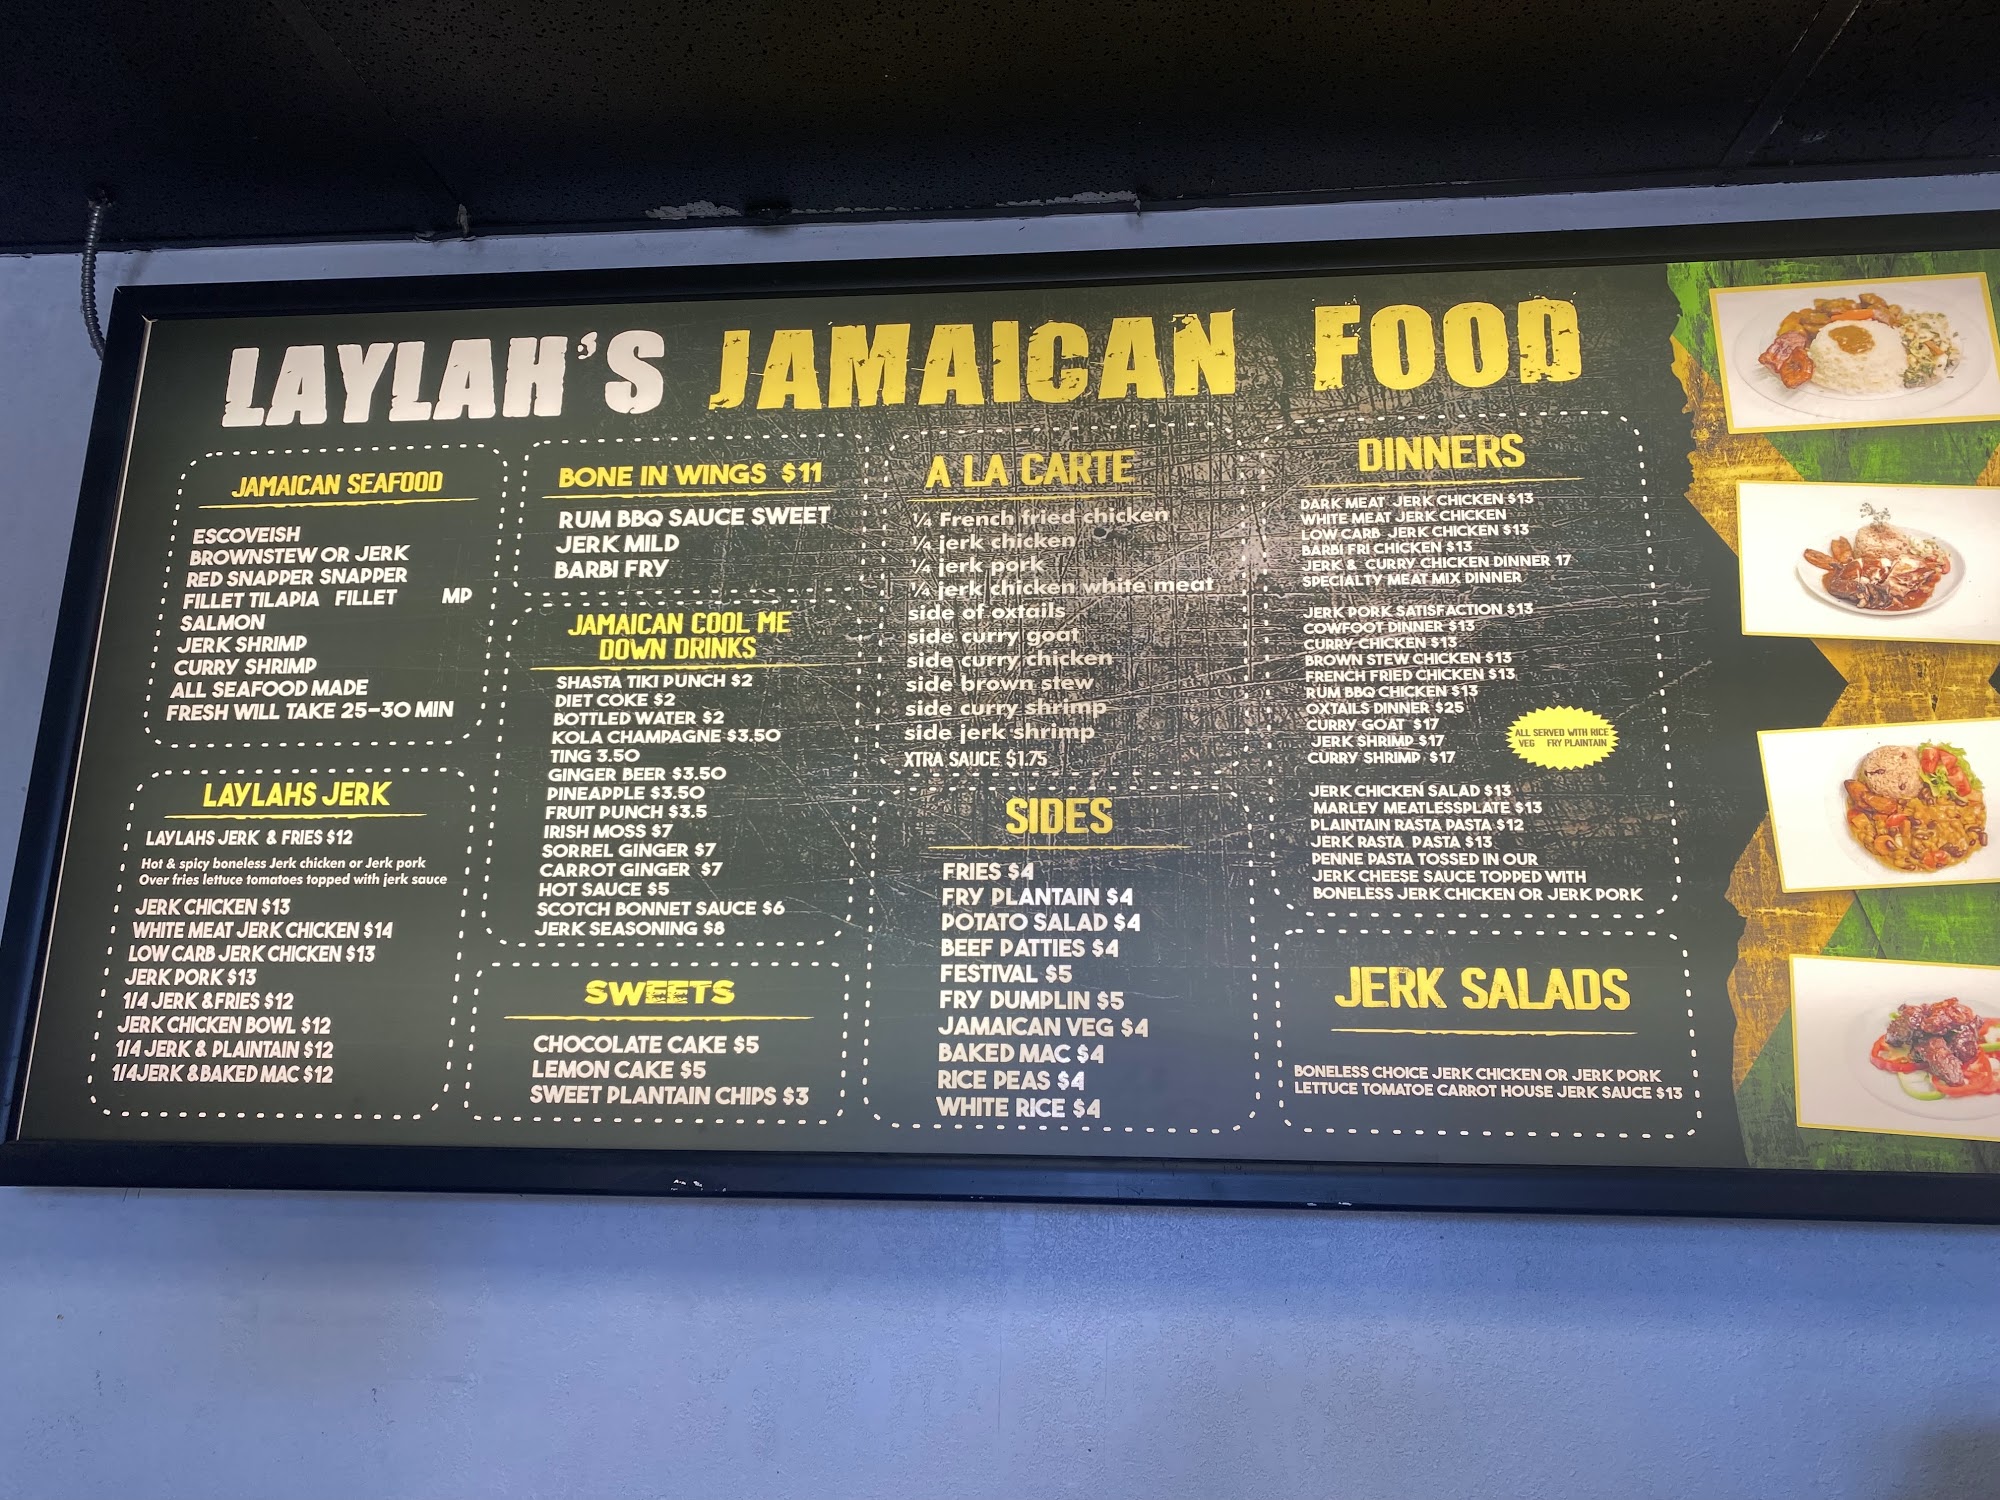 LAYLAH'S JAMAICAN FOOD
JAMAICAN SEAFOOD
ESCOVEISH
BROWNSTEW OR JERK
RED SNAPPER SNAPPER
FILLET TILAPIA FILLET MP
SALMON
JERK SHRIMP
CURRY SHRIMP
ALL SEAFOOD MADE
FRESH WILL TAKE 25-30 MIN
LAYLAHS JERK
LAYLAHS JERK & FRIES $12
Hot & spicy boneless Jerk chicken or Jerk pork
Over fries lettuce tomatoes topped with jerk sauce
JERK CHICKEN $13
WHITE MEAT JERK CHICKEN $14
LOW CARB JERK CHICKEN $13
JERK PORK $13
1/4 JERK &FRIES $12
JERK CHICKEN BOWL $12
1/4 JERK & PLAINTAIN $12
1/4JERK &BAKED MAC $12
BONE IN WINGS $11
RUM BBQ SAUCE SWEET
JERK MILD
BARBI FRY
JAMAICAN COOL ME
DOWN DRINKS
SHASTA TIKI PUNCH $2
DIET COKE $2
BOTTLED WATER $2
KOLA CHAMPAGNE $3.50
TING 3.50
GINGER BEER $3.50
PINEAPPLE $3.50
FRUIT PUNCH $3.5
IRISH MOSS $7
SORREL GINGER $7
CARROT GINGER $7
HOT SAUCE $5
SCOTCH BONNET SAUCE $6
JERK SEASONING $8
SWEETS
CHOCOLATE CAKE $5
LEMON CAKE $5
SWEET PLANTAIN CHIPS $3
A LA CARTE
¼ French fried chicken
¼ jerk chicken
¼ jerk pork
¼ jerk chicken white meat
side of oxtails
side curry goat
side curry chicken
side brown stew
side curry shrimp
side jerk shrimp
XTRA SAUCE $1.75
SIDES
FRIES $4
FRY PLANTAIN $4
POTATO SALAD $4
BEEF PATTIES $4
FESTIVAL $5
FRY DUMPLIN $5
JAMAICAN VEG $4
BAKED MAC $4
RICE PEAS $4
WHITE RICE $4
DINNERS
DARK MEAT JERK CHICKEN $13
WHITE MEAT JERK CHICKEN
LOW CARB JERK CHICKEN $13
BARBI FRI CHICKEN $13
JERK & CURRY CHICKEN DINNER 17
SPECIALTY MEAT MIX DINNER
JERK PORK SATISFACTION $13
COWFOOT DINNER $13
CURRY CHICKEN $13
BROWN STEW CHICKEN $13
FRENCH FRIED CHICKEN $13
RUM BBQ CHICKEN $13
OXTAILS DINNER $25
CURRY GOAT $17
JERK SHRIMP $17
CURRY SHRIMP $17
ALL SERVED WITH RICE
VEG FRY PLAINTAIN
JERK CHICKEN SALAD $13
MARLEY MEATLESSPLATE $13
PLAINTAIN RASTA PASTA $12
JERK RASTA PASTA $13
PENNE PASTA TOSSED IN OUR
JERK CHEESE SAUCE TOPPED WITH
BONELESS JERK CHICKEN OR JERK PORK
JERK SALADS
BONELESS CHOICE JERK CHICKEN OR JERK PORK
LETTUCE TOMATOE CARROT HOUSE JERK SAUCE $13